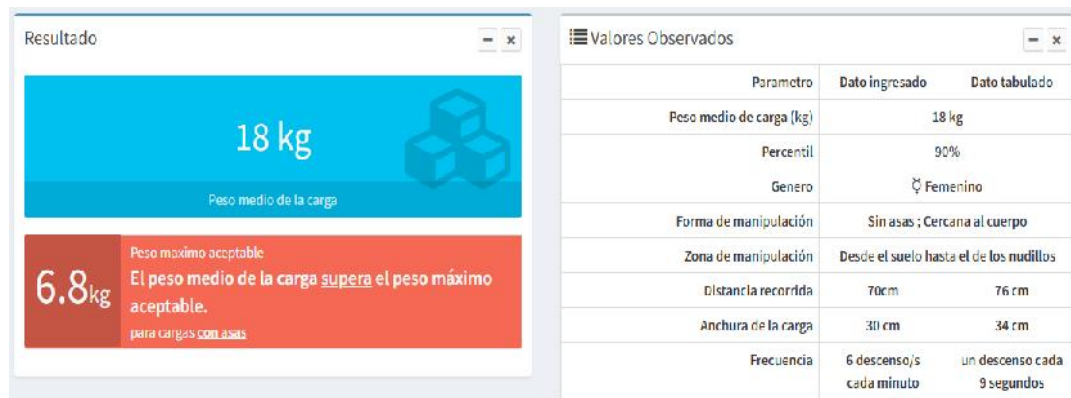 Resultado
18 kg
Peso medio de la carga
6.8kg
Peso maximo aceptable
El peso medio de la carga supera el peso máximo
aceptable.
para cargas con asas
Valores Observados
Parametro Dato ingresado Dato tabulado
Peso medio de carga (kg) 18 kg
Percentil 90%
Genero Femenino
Forma de manipulación Sin asas ; Cercana al cuerpo
Zona de manipulación Desde el suelo hasta el de los nudillos
Distancia recorrida 70cm 76 cm
Anchura de la carga 30 cm 34 cm
Frecuencia 6 descenso/s un descenso cada
cada minuto 9 segundos